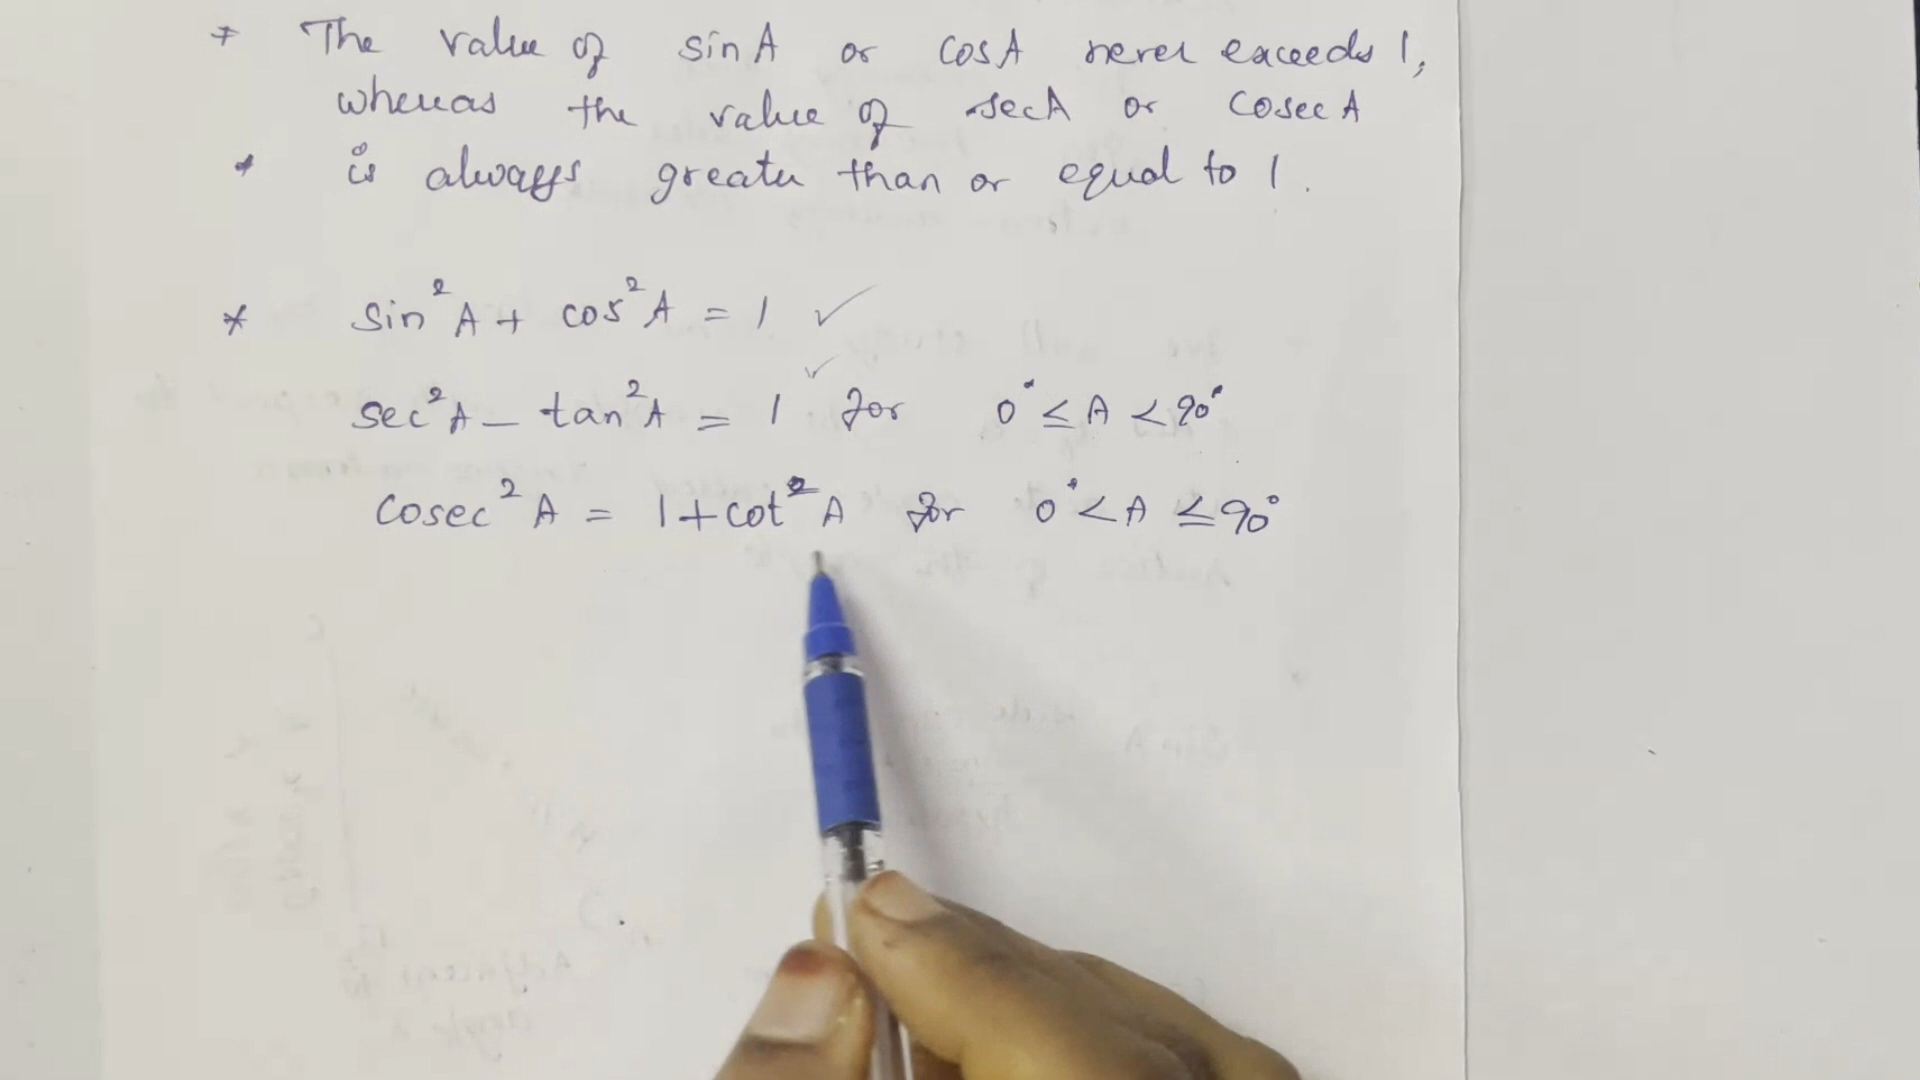 * The value of sin A or cos A never exceeds 1,
whereas the value of sec A or cosec A
* is always greater than or equal to 1.
* sin²A + cos²A = 1 ✓
sec²A - tan²A = 1 ✓ for 0° ≤ A < 90°
cosec²A = 1 + cot²A for 0° < A ≤ 90°